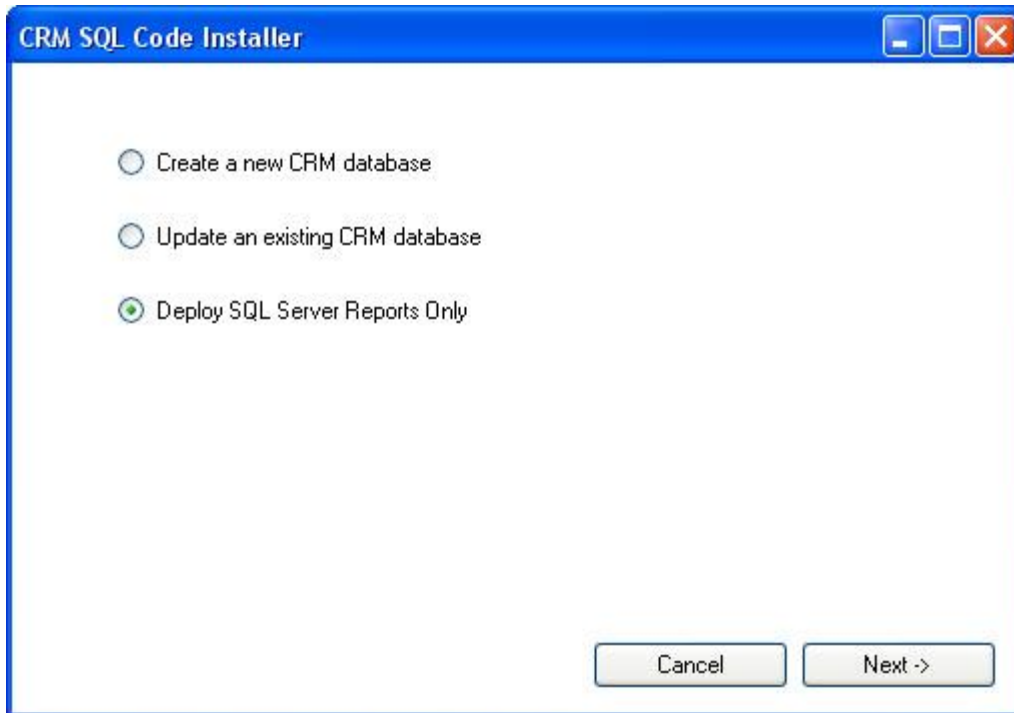 CRM SQL Code Installer
Create a new CRM database
Update an existing CRM database
Deploy SQL Server Reports Only
Cancel
Next ->